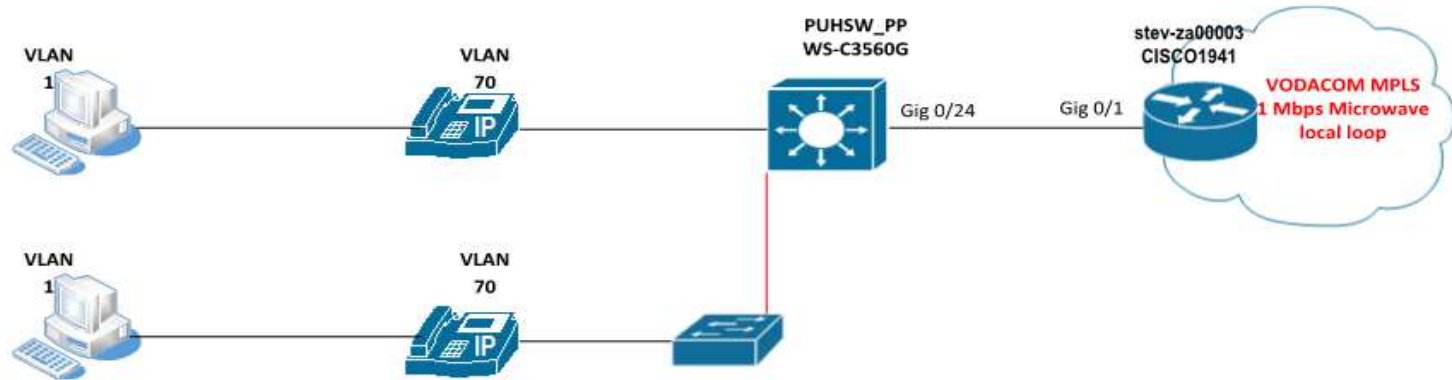 VLAN
1
VLAN
70
IP
PUHSW_PP
WS-C3560G
Gig 0/24
Gig 0/1
stev-za00003
CISCO1941
VODACOM MPLS
1 Mbps Microwave
local loop
VLAN
1
VLAN
70
IP